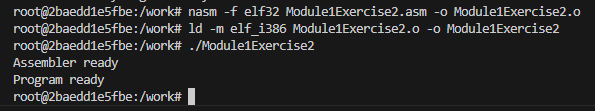 root@2baedd1e5fbe:/work# nasm -f elf32 Module1Exercise2.asm -o Module1Exercise2.o
root@2baedd1e5fbe:/work# ld -m elf_i386 Module1Exercise2.o -o Module1Exercise2
root@2baedd1e5fbe:/work# ./Module1Exercise2
Assembler ready
Program ready
root@2baedd1e5fbe:/work#